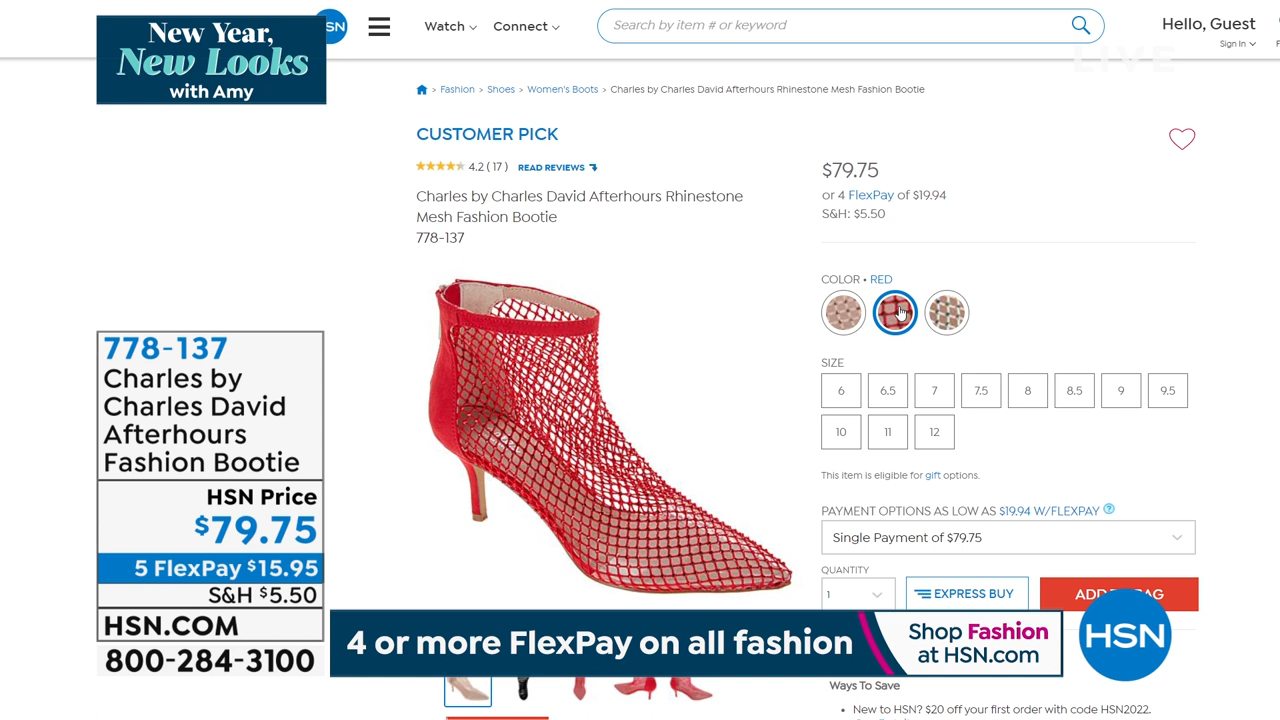 New Year,
New Looks
with Amy
SN
Watch
Connect
Search by item # or keyword
Hello, Guest
Sign In
LIVE
> Fashion > Shoes > Women's Boots > Charles by Charles David Afterhours Rhinestone Mesh Fashion Bootie
CUSTOMER PICK
4.2 ( 17 ) READ REVIEWS
Charles by Charles David Afterhours Rhinestone
Mesh Fashion Bootie
778-137
$79.75
or 4 FlexPay of $19.94
S&H: $5.50
COLOR • RED
SIZE
6 6.5 7 7.5 8 8.5 9 9.5
10 11 12
This item is eligible for gift options.
PAYMENT OPTIONS AS LOW AS $19.94 W/FLEXPAY ?
Single Payment of $79.75
QUANTITY
1
EXPRESS BUY
778-137
Charles by
Charles David
Afterhours
Fashion Bootie
HSN Price
$79.75
5 FlexPay $15.95
S&H $5.50
HSN.COM
800-284-3100
4 or more FlexPay on all fashion
Shop Fashion
at HSN.com
HSN
Ways To Save
• New to HSN? $20 off your first order with code HSN2022.